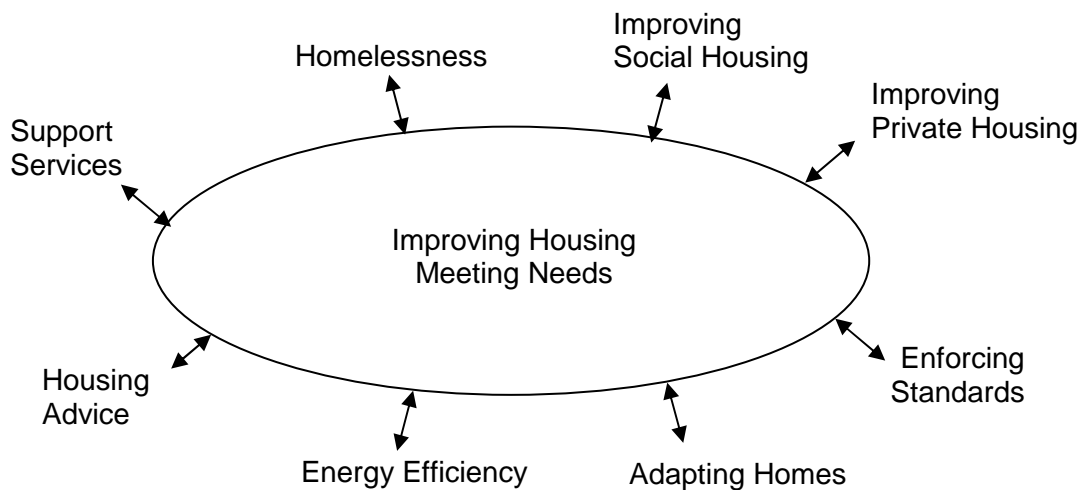 Homelessness
Improving
Social Housing
Improving
Private Housing
Support
Services
Improving Housing
Meeting Needs
Housing
Advice
Enforcing
Standards
Energy Efficiency
Adapting Homes